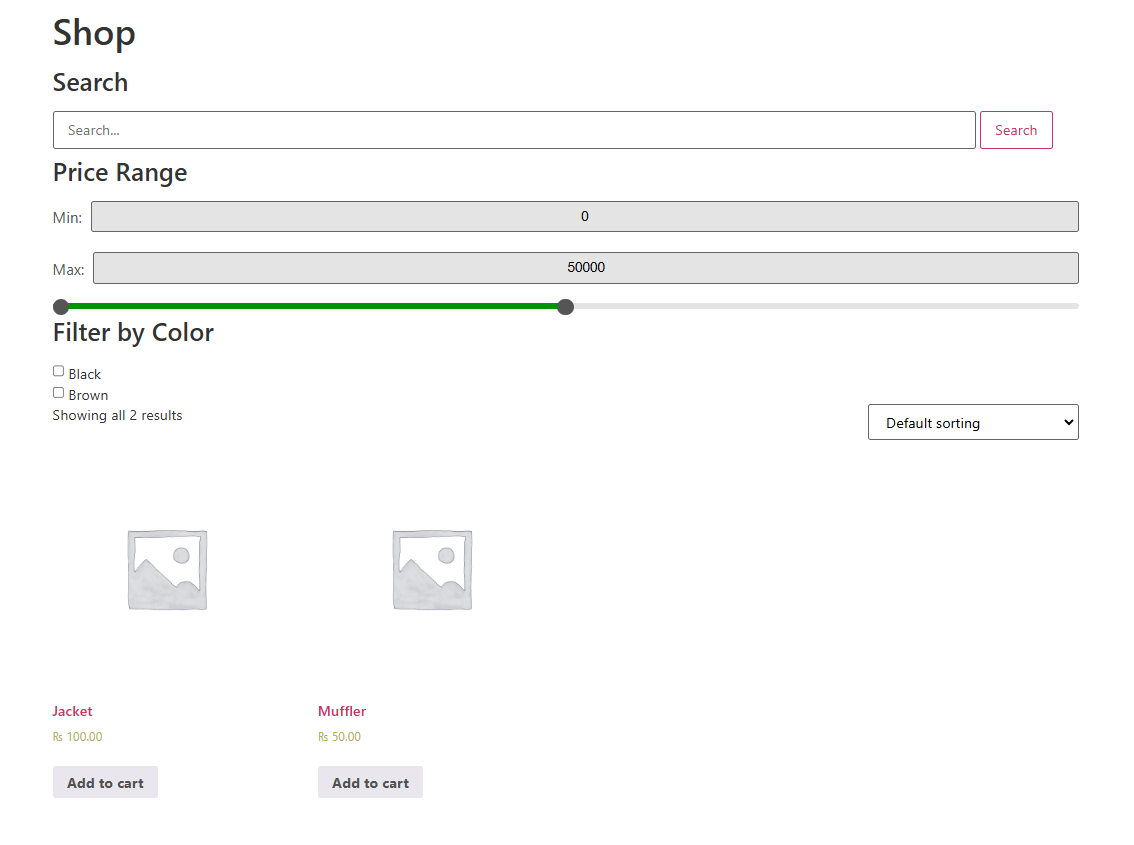 Shop
Search
Search...
Search
Price Range
Min: 0
Max: 50000
Filter by Color
Black
Brown
Showing all 2 results
Default sorting
Jacket
₨ 100.00
Add to cart
Muffler
₨ 50.00
Add to cart